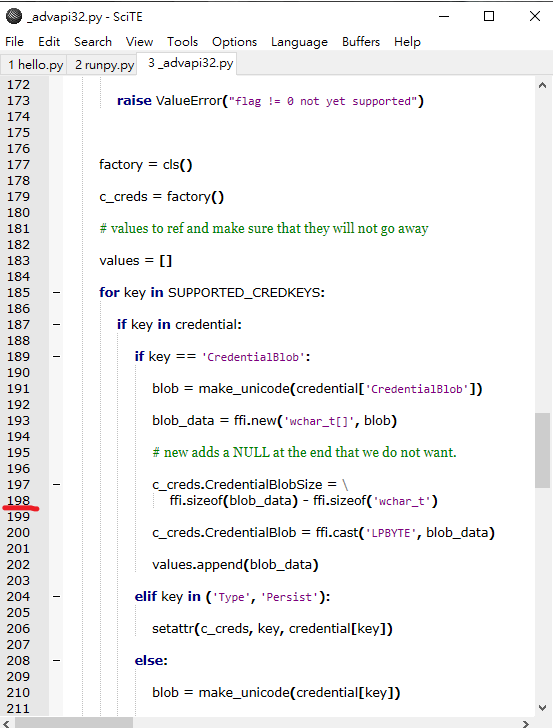 _advapi32.py - SciTE
File Edit Search View Tools Options Language Buffers Help
1 hello.py 2 runpy.py 3 _advapi32.py
172
173 raise ValueError("flag != 0 not yet supported")
174
175
176
177 factory = cls()
178
179 c_creds = factory()
180
181 # values to ref and make sure that they will not go away
182
183 values = []
184
185 for key in SUPPORTED_CREDKEYS:
186
187 if key in credential:
188
189 if key == 'CredentialBlob':
190
191 blob = make_unicode(credential['CredentialBlob'])
192
193 blob_data = ffi.new('wchar_t[]', blob)
194
195 # new adds a NULL at the end that we do not want.
196
197 c_creds.CredentialBlobSize = \
198 ffi.sizeof(blob_data) - ffi.sizeof('wchar_t')
199
200 c_creds.CredentialBlob = ffi.cast('LPBYTE', blob_data)
201
202 values.append(blob_data)
203
204 elif key in ('Type', 'Persist'):
205
206 setattr(c_creds, key, credential[key])
207
208 else:
209
210 blob = make_unicode(credential[key])
211